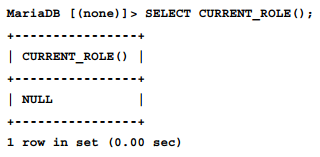 MariaDB [(none)]> SELECT CURRENT_ROLE();
+----------------+
| CURRENT_ROLE() |
+----------------+
| NULL           |
+----------------+
1 row in set (0.00 sec)